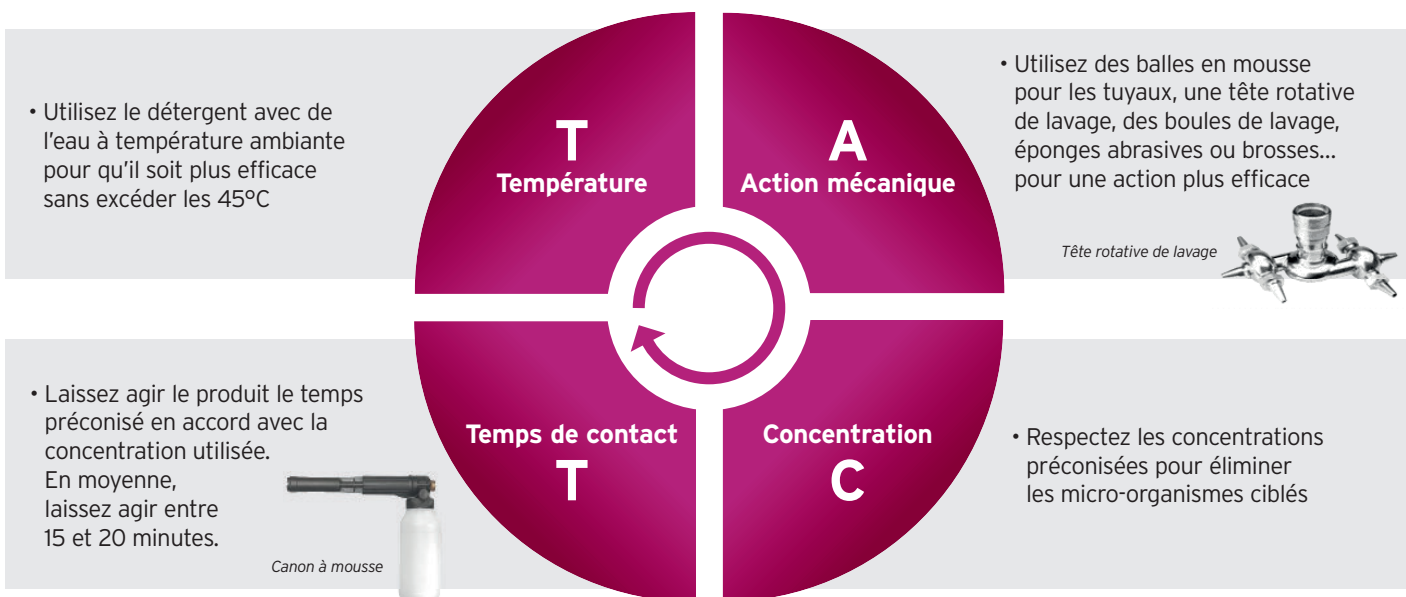 • Utilisez le détergent avec de
l'eau à température ambiante
pour qu'il soit plus efficace
sans excéder les 45°C
T
Température
A
Action mécanique
• Utilisez des balles en mousse
pour les tuyaux, une tête rotative
de lavage, des boules de lavage,
éponges abrasives ou brosses...
pour une action plus efficace
Tête rotative de lavage
• Laissez agir le produit le temps
préconisé en accord avec la
concentration utilisée.
En moyenne,
laissez agir entre
15 et 20 minutes.
Canon à mousse
Temps de contact
T
Concentration
C
• Respectez les concentrations
préconisées pour éliminer
les micro-organismes ciblés